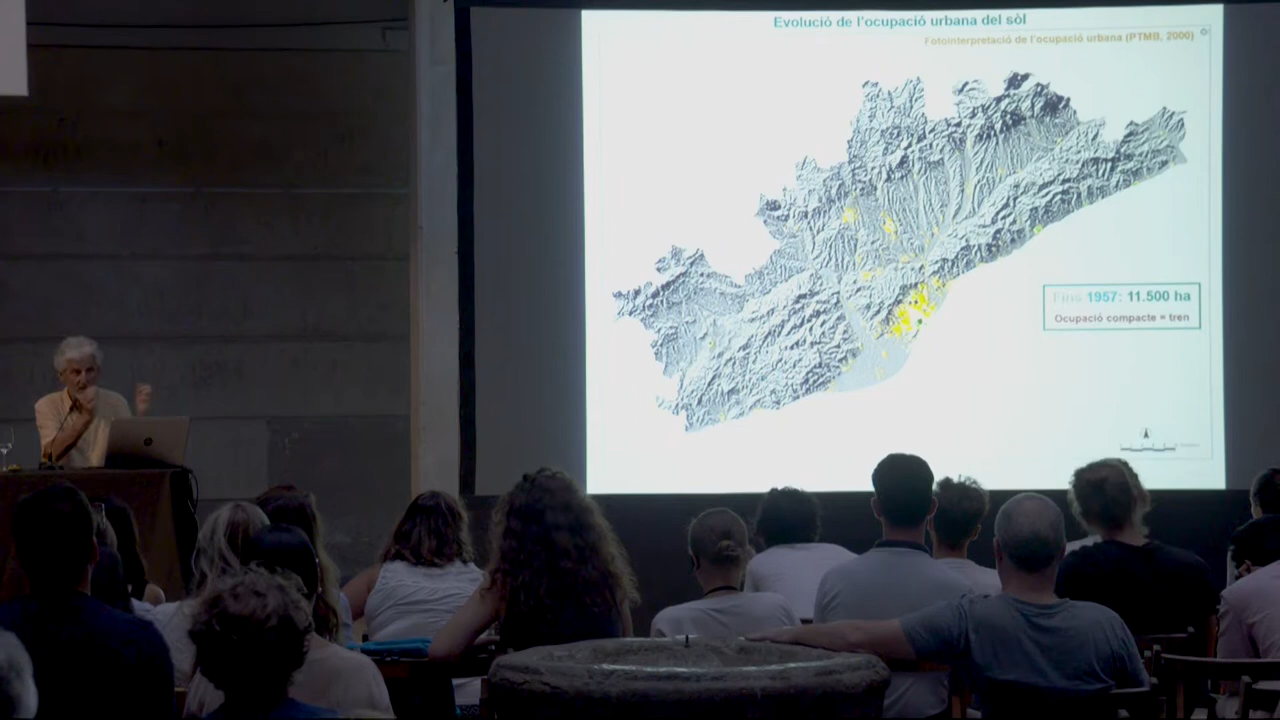 Evolució de l'ocupació urbana del sòl
Fotointerpretació de l'ocupació urbana (PTMB, 2000)
Fins 1957: 11.500 ha
Ocupació compacte = tren